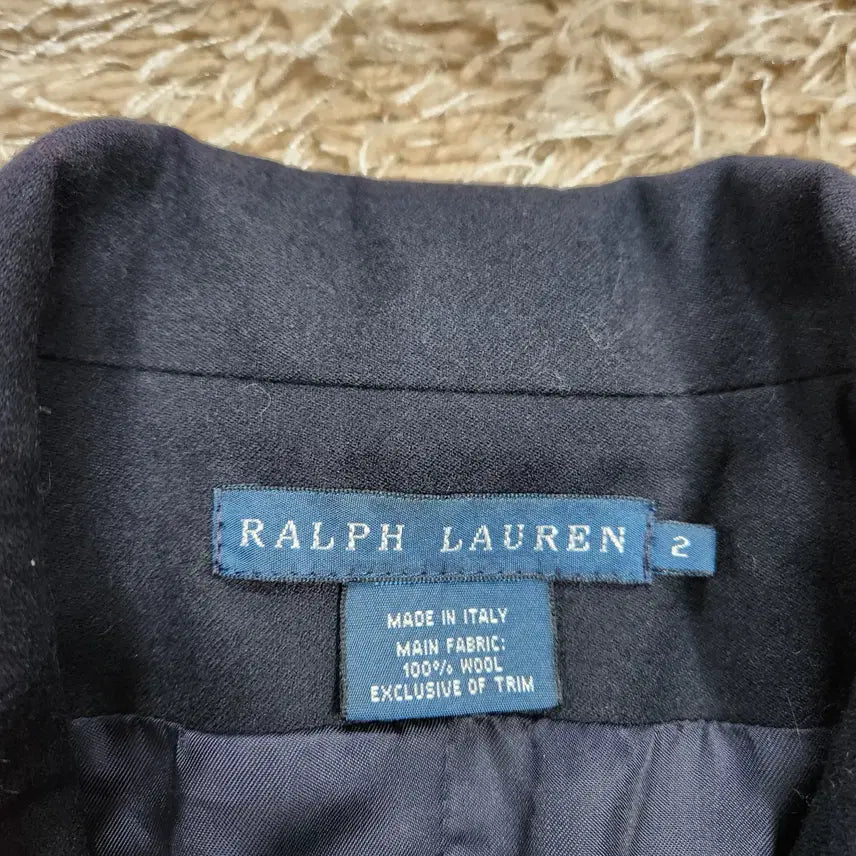 RALPH LAUREN 2
MADE IN ITALY
MAIN FABRIC:
100% WOOL
EXCLUSIVE OF TRIM